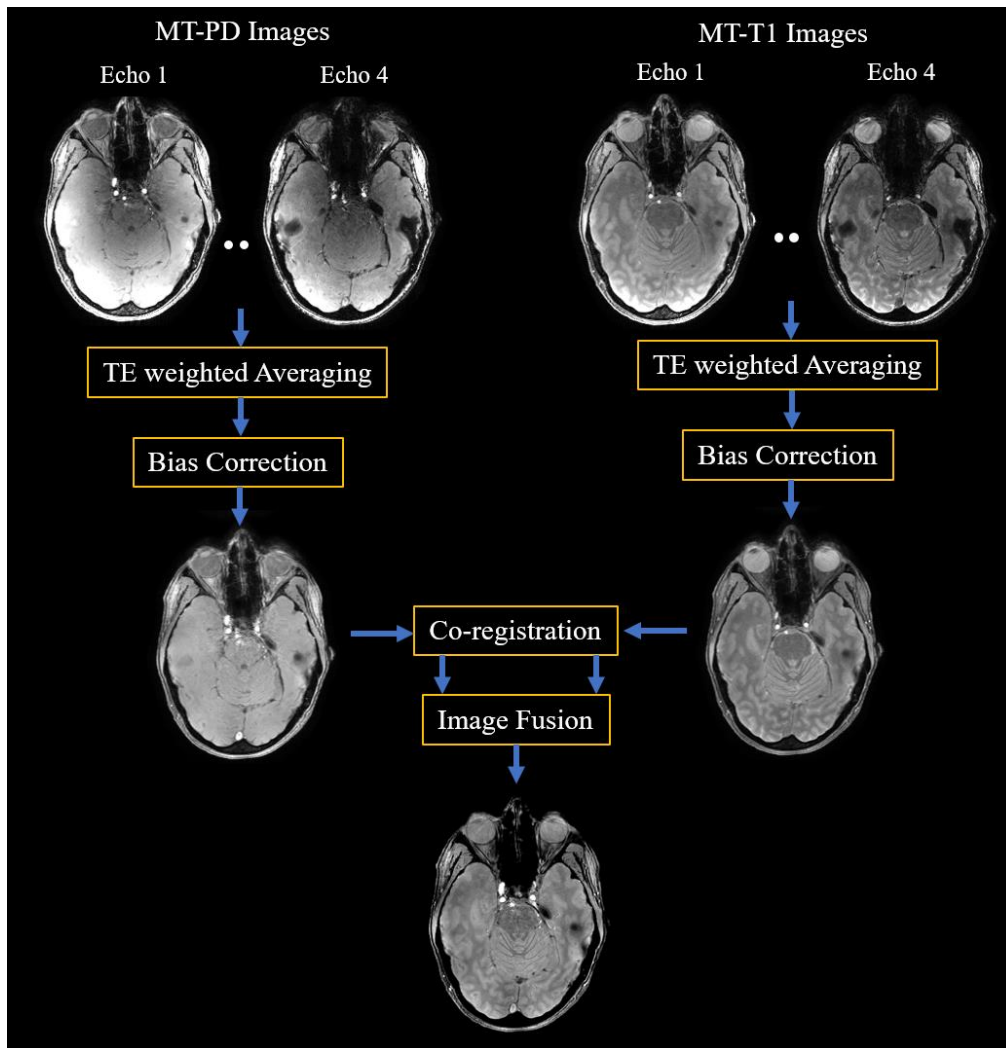 MT-PD Images
MT-T1 Images
Echo 1
Echo 4
Echo 1
Echo 4
TE weighted Averaging
TE weighted Averaging
Bias Correction
Bias Correction
Co-registration
Image Fusion